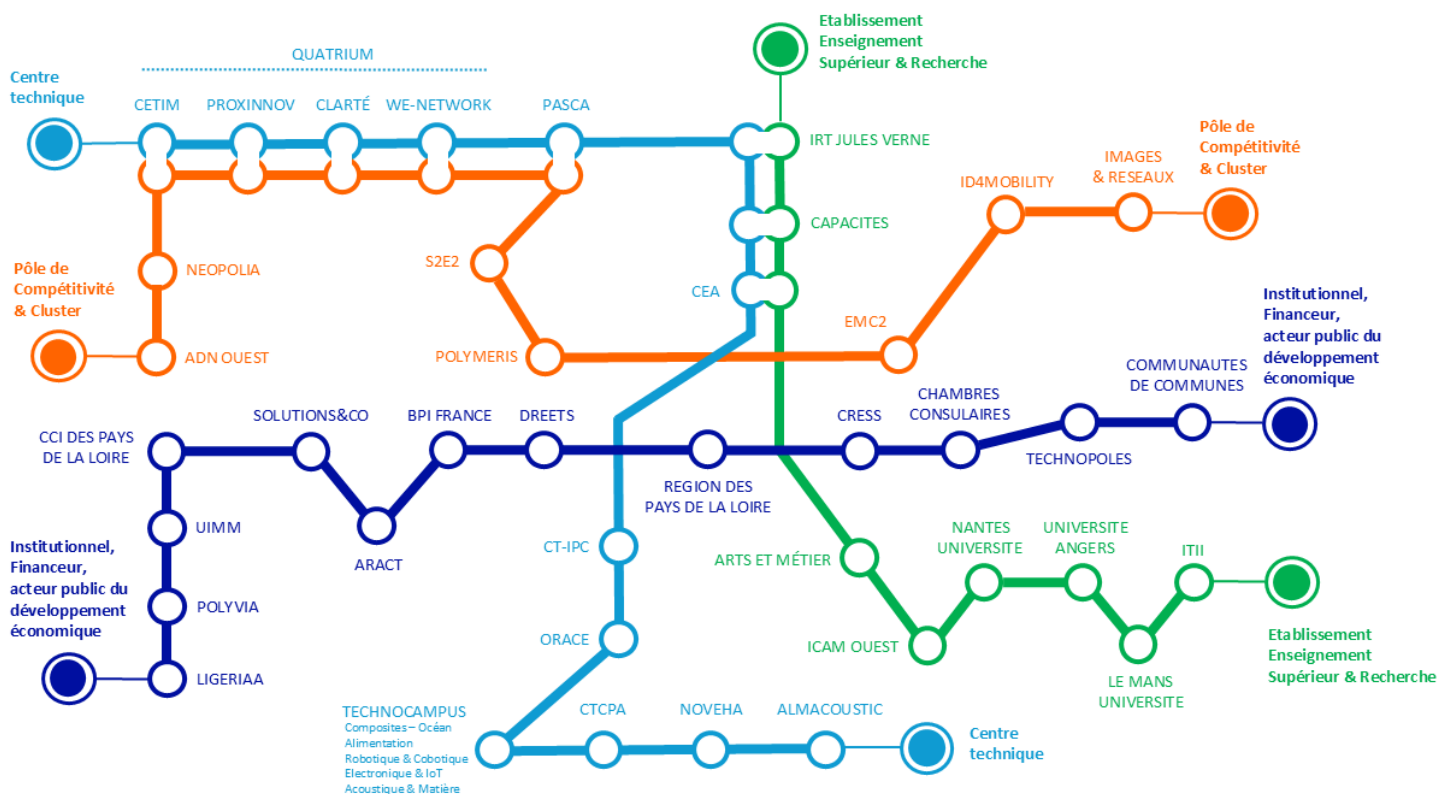 Etablissement
Enseignement
Supérieur & Recherche
QUATRIUM
Centre
technique
CETIM
PROXINNOV
CLARTÉ
WE-NETWORK
PASCA
IRT JULES VERNE
Pôle de
Compétitivité
& Cluster
IMAGES
& RESEAUX
ID4MOBILITY
CAPACITES
S2E2
NEOPOLIA
Pôle de
Compétitivité
& Cluster
CEA
EMC2
Institutionnel,
Financeur,
acteur public du
développement
économique
ADN OUEST
POLYMERIS
COMMUNAUTES
DE COMMUNES
CHAMBRES
CONSULAIRES
SOLUTIONS&CO
BPI FRANCE
DREETS
CRESS
CCI DES PAYS
DE LA LOIRE
TECHNOPOLES
REGION DES
PAYS DE LA LOIRE
UIMM
ARACT
Institutionnel,
Financeur,
acteur public du
développement
économique
CT-IPC
ARTS ET MÉTIER
NANTES
UNIVERSITE
UNIVERSITE
ANGERS
ITII
POLYVIA
ORACE
ICAM OUEST
Etablissement
Enseignement
Supérieur & Recherche
LIGERIAA
LE MANS
UNIVERSITE
TECHNOCAMPUS
Composites – Océan
Alimentation
Robotique & Cobotique
Electronique & IoT
Acoustique & Matière
CTCPA
NOVEHA
ALMACOUSTIC
Centre
technique